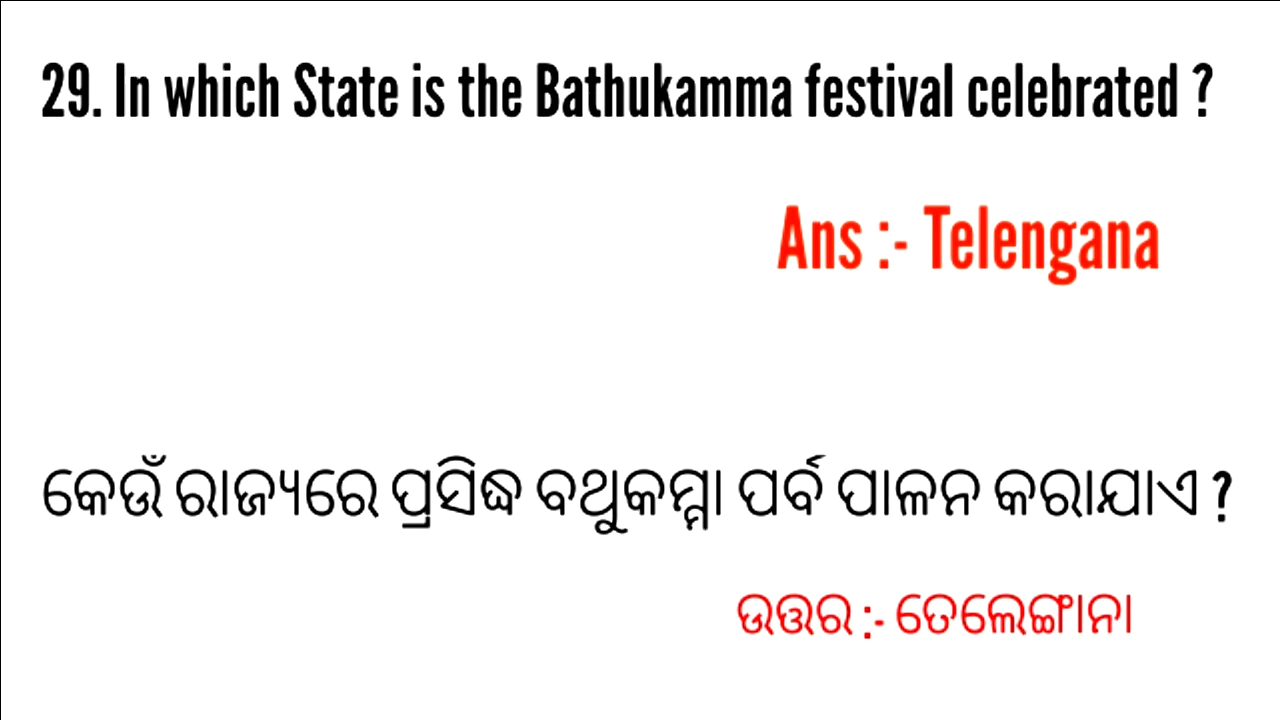 29. In which State is the Bathukamma festival celebrated ?
Ans :- Telengana
କେଉଁ ରାଜ୍ୟରେ ପ୍ରସିଦ୍ଧ ବଥୁକମ୍ମା ପର୍ବ ପାଳନ କରାଯାଏ ?
ଉତ୍ତର :- ତେଲେଙ୍ଗାନା